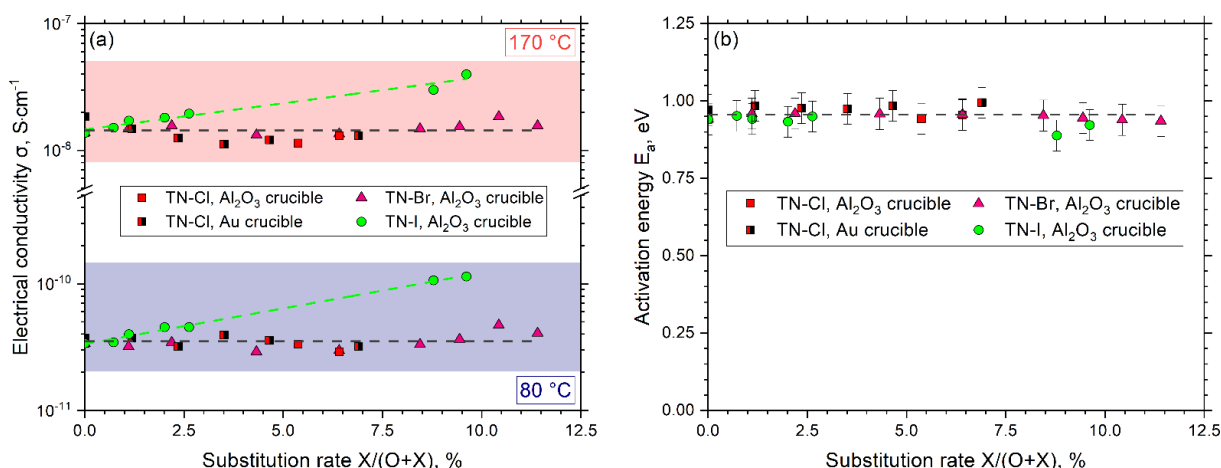 (a)
170 °C
10⁻⁷
10⁻⁸
10⁻¹⁰
10⁻¹¹
Electrical conductivity σ, S·cm⁻¹
TN-Cl, Al₂O₃ crucible
TN-Br, Al₂O₃ crucible
TN-Cl, Au crucible
TN-I, Al₂O₃ crucible
80 °C
0.0 2.5 5.0 7.5 10.0 12.5
Substitution rate X/(O+X), %
(b)
1.25
1.00
0.75
0.50
0.25
0.00
Activation energy Eₐ, eV
TN-Cl, Al₂O₃ crucible
TN-Br, Al₂O₃ crucible
TN-Cl, Au crucible
TN-I, Al₂O₃ crucible
0.0 2.5 5.0 7.5 10.0 12.5
Substitution rate X/(O+X), %